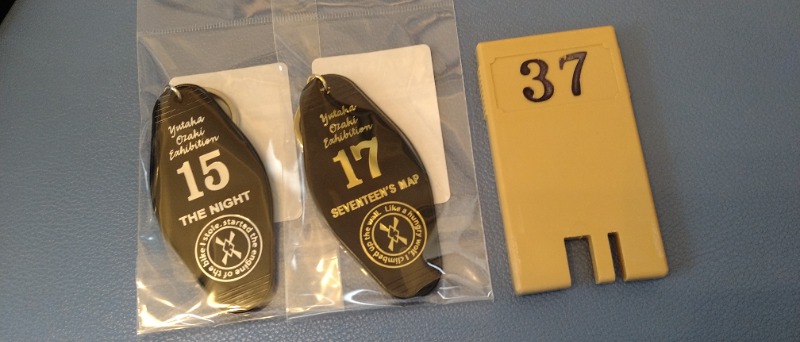 Yutaka
Ozaki
Exhibition
15
THE NIGHT
I stole, started the engine of the bike
Yutaka
Ozaki
Exhibition
17
SEVENTEEN'S MAP
Like a hungry wolf, I climbed up the wall.
37